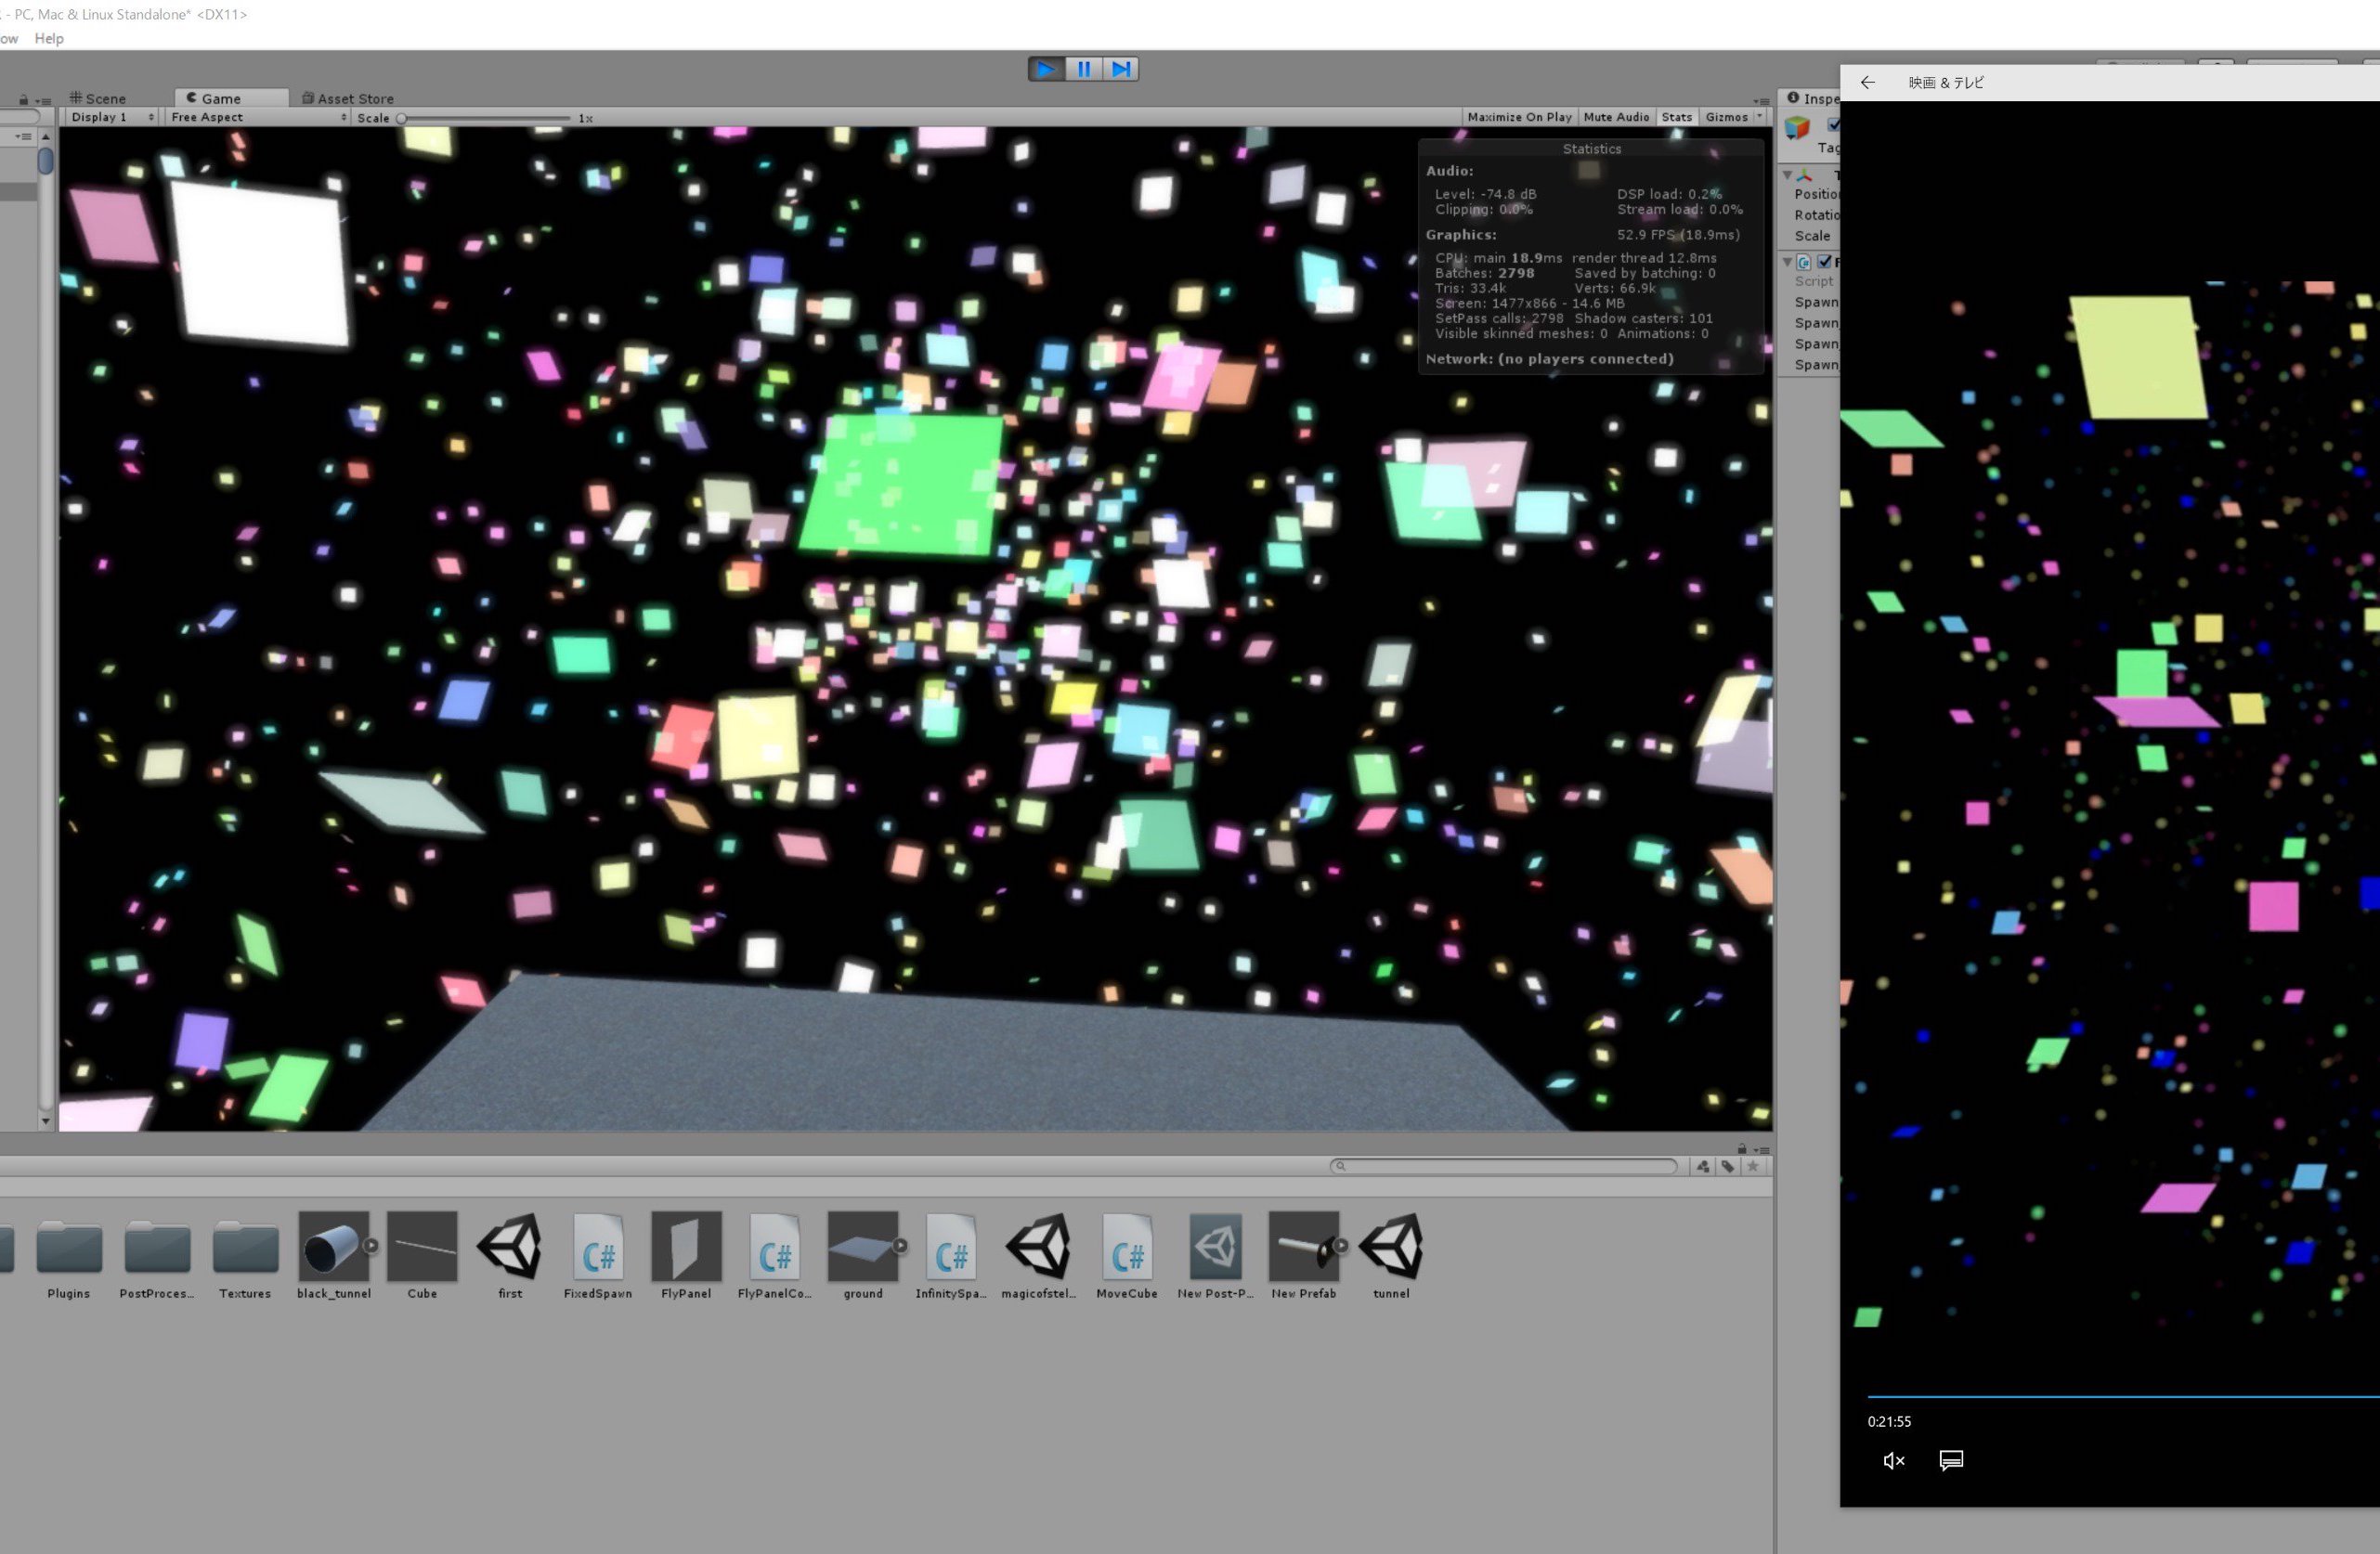 - PC, Mac & Linux Standalone* <DX11>
ow Help
Scene Game Asset Store
Display 1 Free Aspect Scale 1x Maximize On Play Mute Audio Stats Gizmos
Statistics
Audio:
Level: -74.8 dB DSP load: 0.2%
Clipping: 0.0% Stream load: 0.0%
Graphics: 52.9 FPS (18.9ms)
CPU: main 18.9ms render thread 12.8ms
Batches: 2798 Saved by batching: 0
Tris: 33.4k Verts: 66.9k
Screen: 1477x866 - 14.6 MB
SetPass calls: 2798 Shadow casters: 101
Visible skinned meshes: 0 Animations: 0
Network: (no players connected)
Inspe
Tag
T
Positio
Rotatio
Scale
Script
Spawn
Spawn
Spawn
Spawn
映画 & テレビ
0:21:55
Plugins PostProces... Textures black_tunnel Cube first FixedSpawn FlyPanel FlyPanelCo... ground InfinitySpa... magicofstel... MoveCube New Post-P... New Prefab tunnel